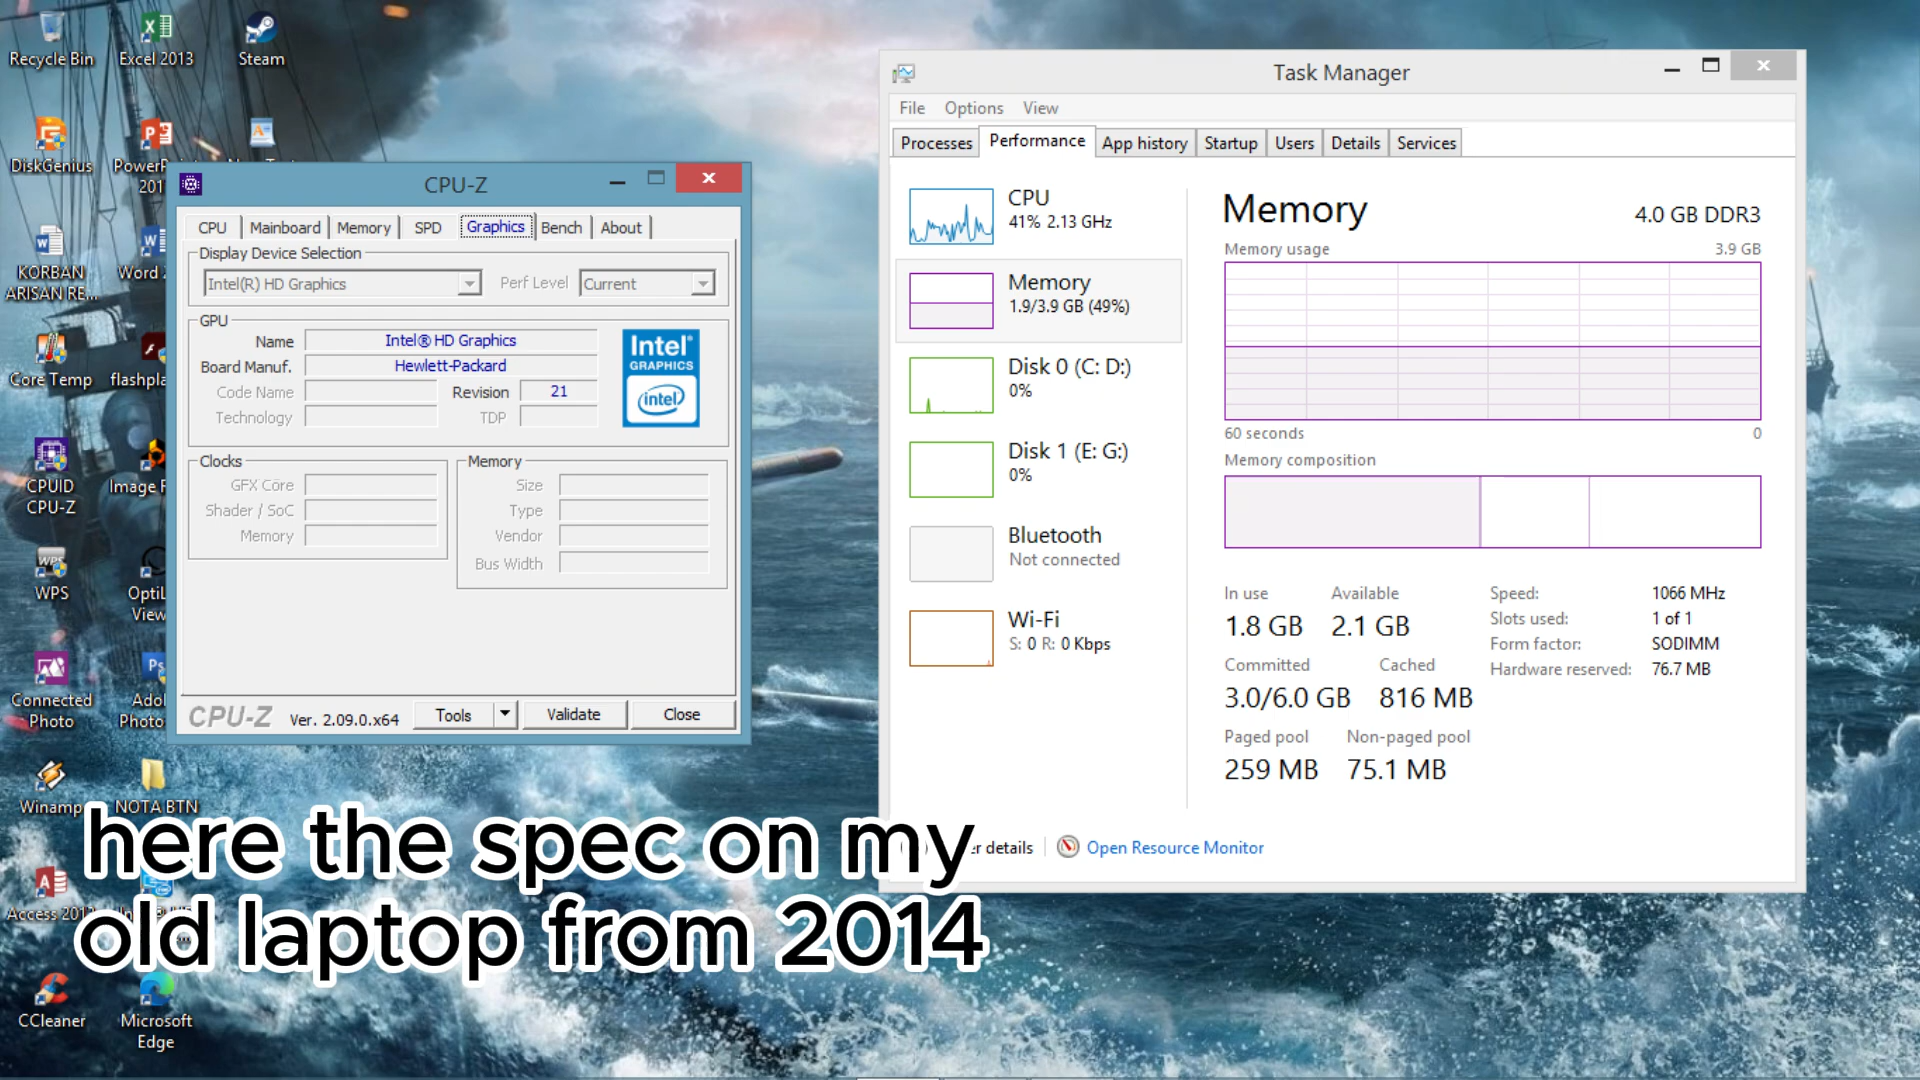 Recycle Bin
Excel 2013
Steam
DiskGenius
KORBAN
ARISAN RE...
Word
Core Temp
CPUID
CPU-Z
Image
WPS
View
Connected
Photo
Photo
Winamp
NOTA BTN
CCleaner
Microsoft
Edge
CPU-Z
CPU
Mainboard
Memory
SPD
Graphics
Bench
About
Display Device Selection
Intel(R) HD Graphics
Perf Level
Current
GPU
Name
Intel® HD Graphics
Board Manuf.
Hewlett-Packard
Code Name
Revision
21
Technology
TDP
intel®
GRAPHICS
intel
Clocks
GFX Core
Shader / SoC
Memory
Memory
Size
Type
Vendor
Bus Width
CPU-Z
Ver. 2.09.0.x64
Tools
Validate
Close
Task Manager
File
Options
View
Processes
Performance
App history
Startup
Users
Details
Services
CPU
41% 2.13 GHz
Memory
1.9/3.9 GB (49%)
Disk 0 (C: D:)
0%
Disk 1 (E: G:)
0%
Bluetooth
Not connected
Wi-Fi
S: 0 R: 0 Kbps
Memory
4.0 GB DDR3
Memory usage
3.9 GB
60 seconds
0
Memory composition
In use
Available
1.8 GB
2.1 GB
Committed
Cached
3.0/6.0 GB
816 MB
Paged pool
Non-paged pool
259 MB
75.1 MB
Speed:
1066 MHz
Slots used:
1 of 1
Form factor:
SODIMM
Hardware reserved:
76.7 MB
details
Open Resource Monitor
here the spec on my
old laptop from 2014